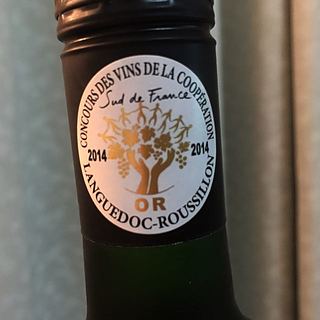 CONCOURS DES VINS DE LA COOPÉRATION
Sud de France
2014 2014
OR
LANGUEDOC-ROUSSILLON